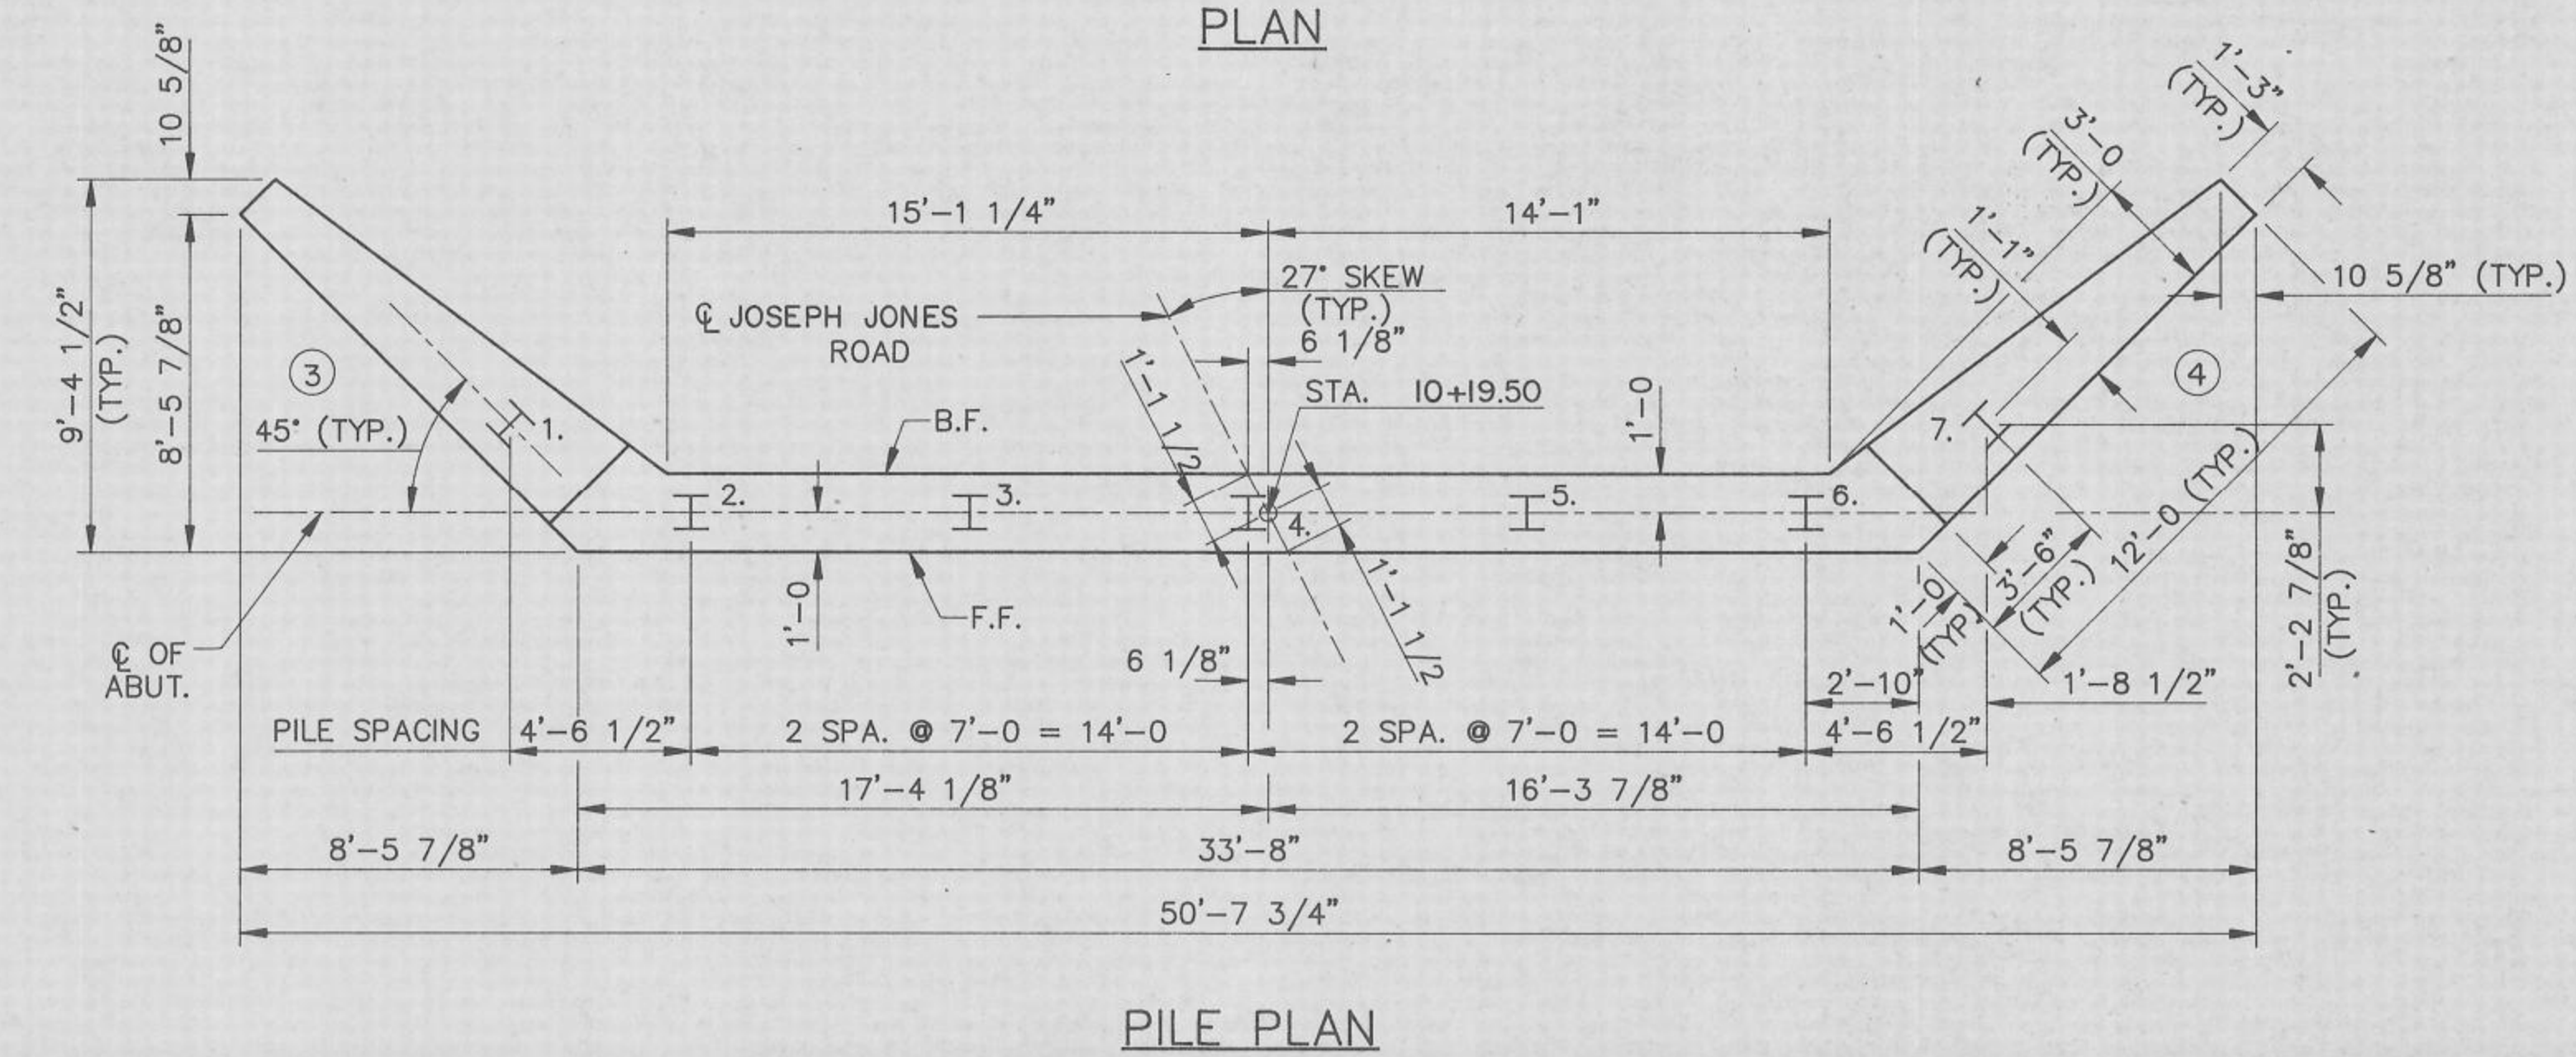 PLAN
10 5/8"
1'-3"
(TYP.)
3'-0
(TYP.)
1'-1"
(TYP.)
15'-1 1/4"
14'-1"
27° SKEW
(TYP.)
6 1/8"
10 5/8" (TYP.)
℄ JOSEPH JONES
ROAD
9'-4 1/2"
(TYP.)
8'-5 7/8"
3
4
1'-1 1/2
STA. 10+19.50
1'-0
45° (TYP.)
1.
B.F.
7.
2.
3.
4.
5.
6.
12'-0 (TYP.)
3'-6"
(TYP.)
1'-0
(TYP.)
2'-2 7/8"
(TYP.)
1'-0
F.F.
1'-1 1/2
℄ OF
ABUT.
6 1/8"
2'-10"
1'-8 1/2"
PILE SPACING
4'-6 1/2"
2 SPA. @ 7'-0 = 14'-0
2 SPA. @ 7'-0 = 14'-0
4'-6 1/2"
17'-4 1/8"
16'-3 7/8"
8'-5 7/8"
33'-8"
8'-5 7/8"
50'-7 3/4"
PILE PLAN